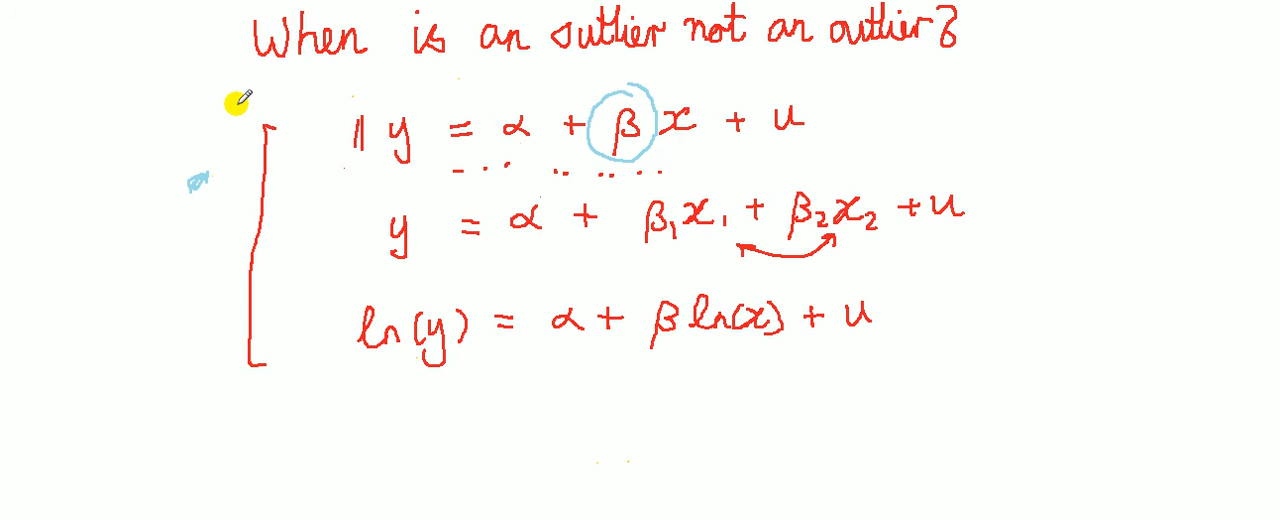 When is an outlier not an outlier?
y = α + βx + u
y = α + β₁x₁ + β₂x₂ + u
ln(y) = α + β ln(x) + u